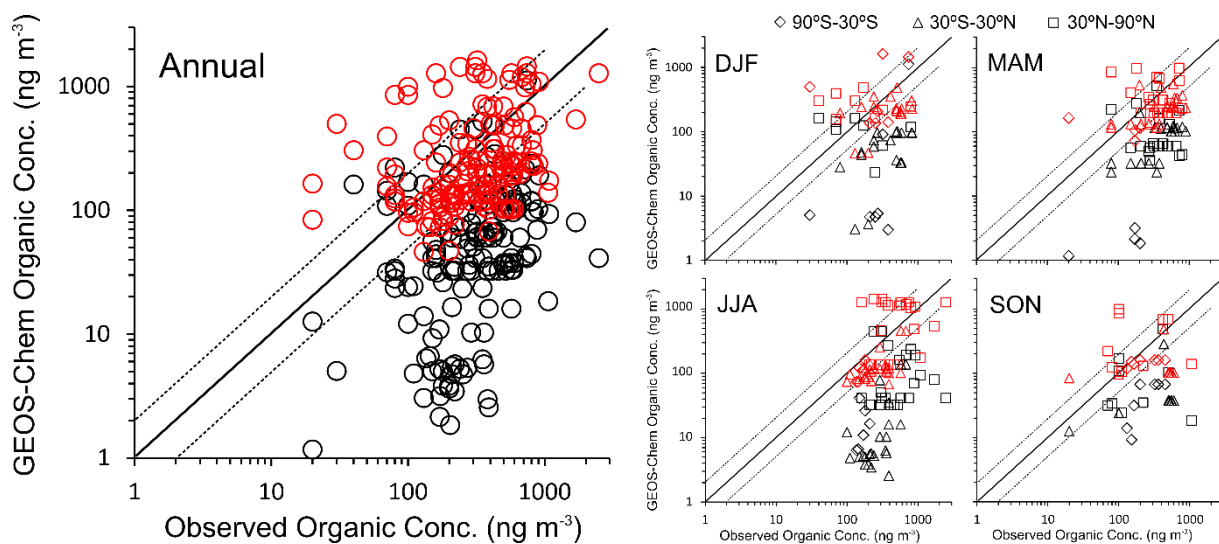 Annual
GEOS-Chem Organic Conc. (ng m⁻³)
1000
100
10
1
1 10 100 1000
Observed Organic Conc. (ng m⁻³)
◇ 90ºS-30ºS △ 30ºS-30ºN □ 30ºN-90ºN
DJF
GEOS-Chem Organic Conc. (ng m⁻³)
1000
100
10
1
MAM
JJA
GEOS-Chem Organic Conc. (ng m⁻³)
1000
100
10
1
1 10 100 1000
Observed Organic Conc. (ng m⁻³)
SON
1 10 100 1000
Observed Organic Conc. (ng m⁻³)